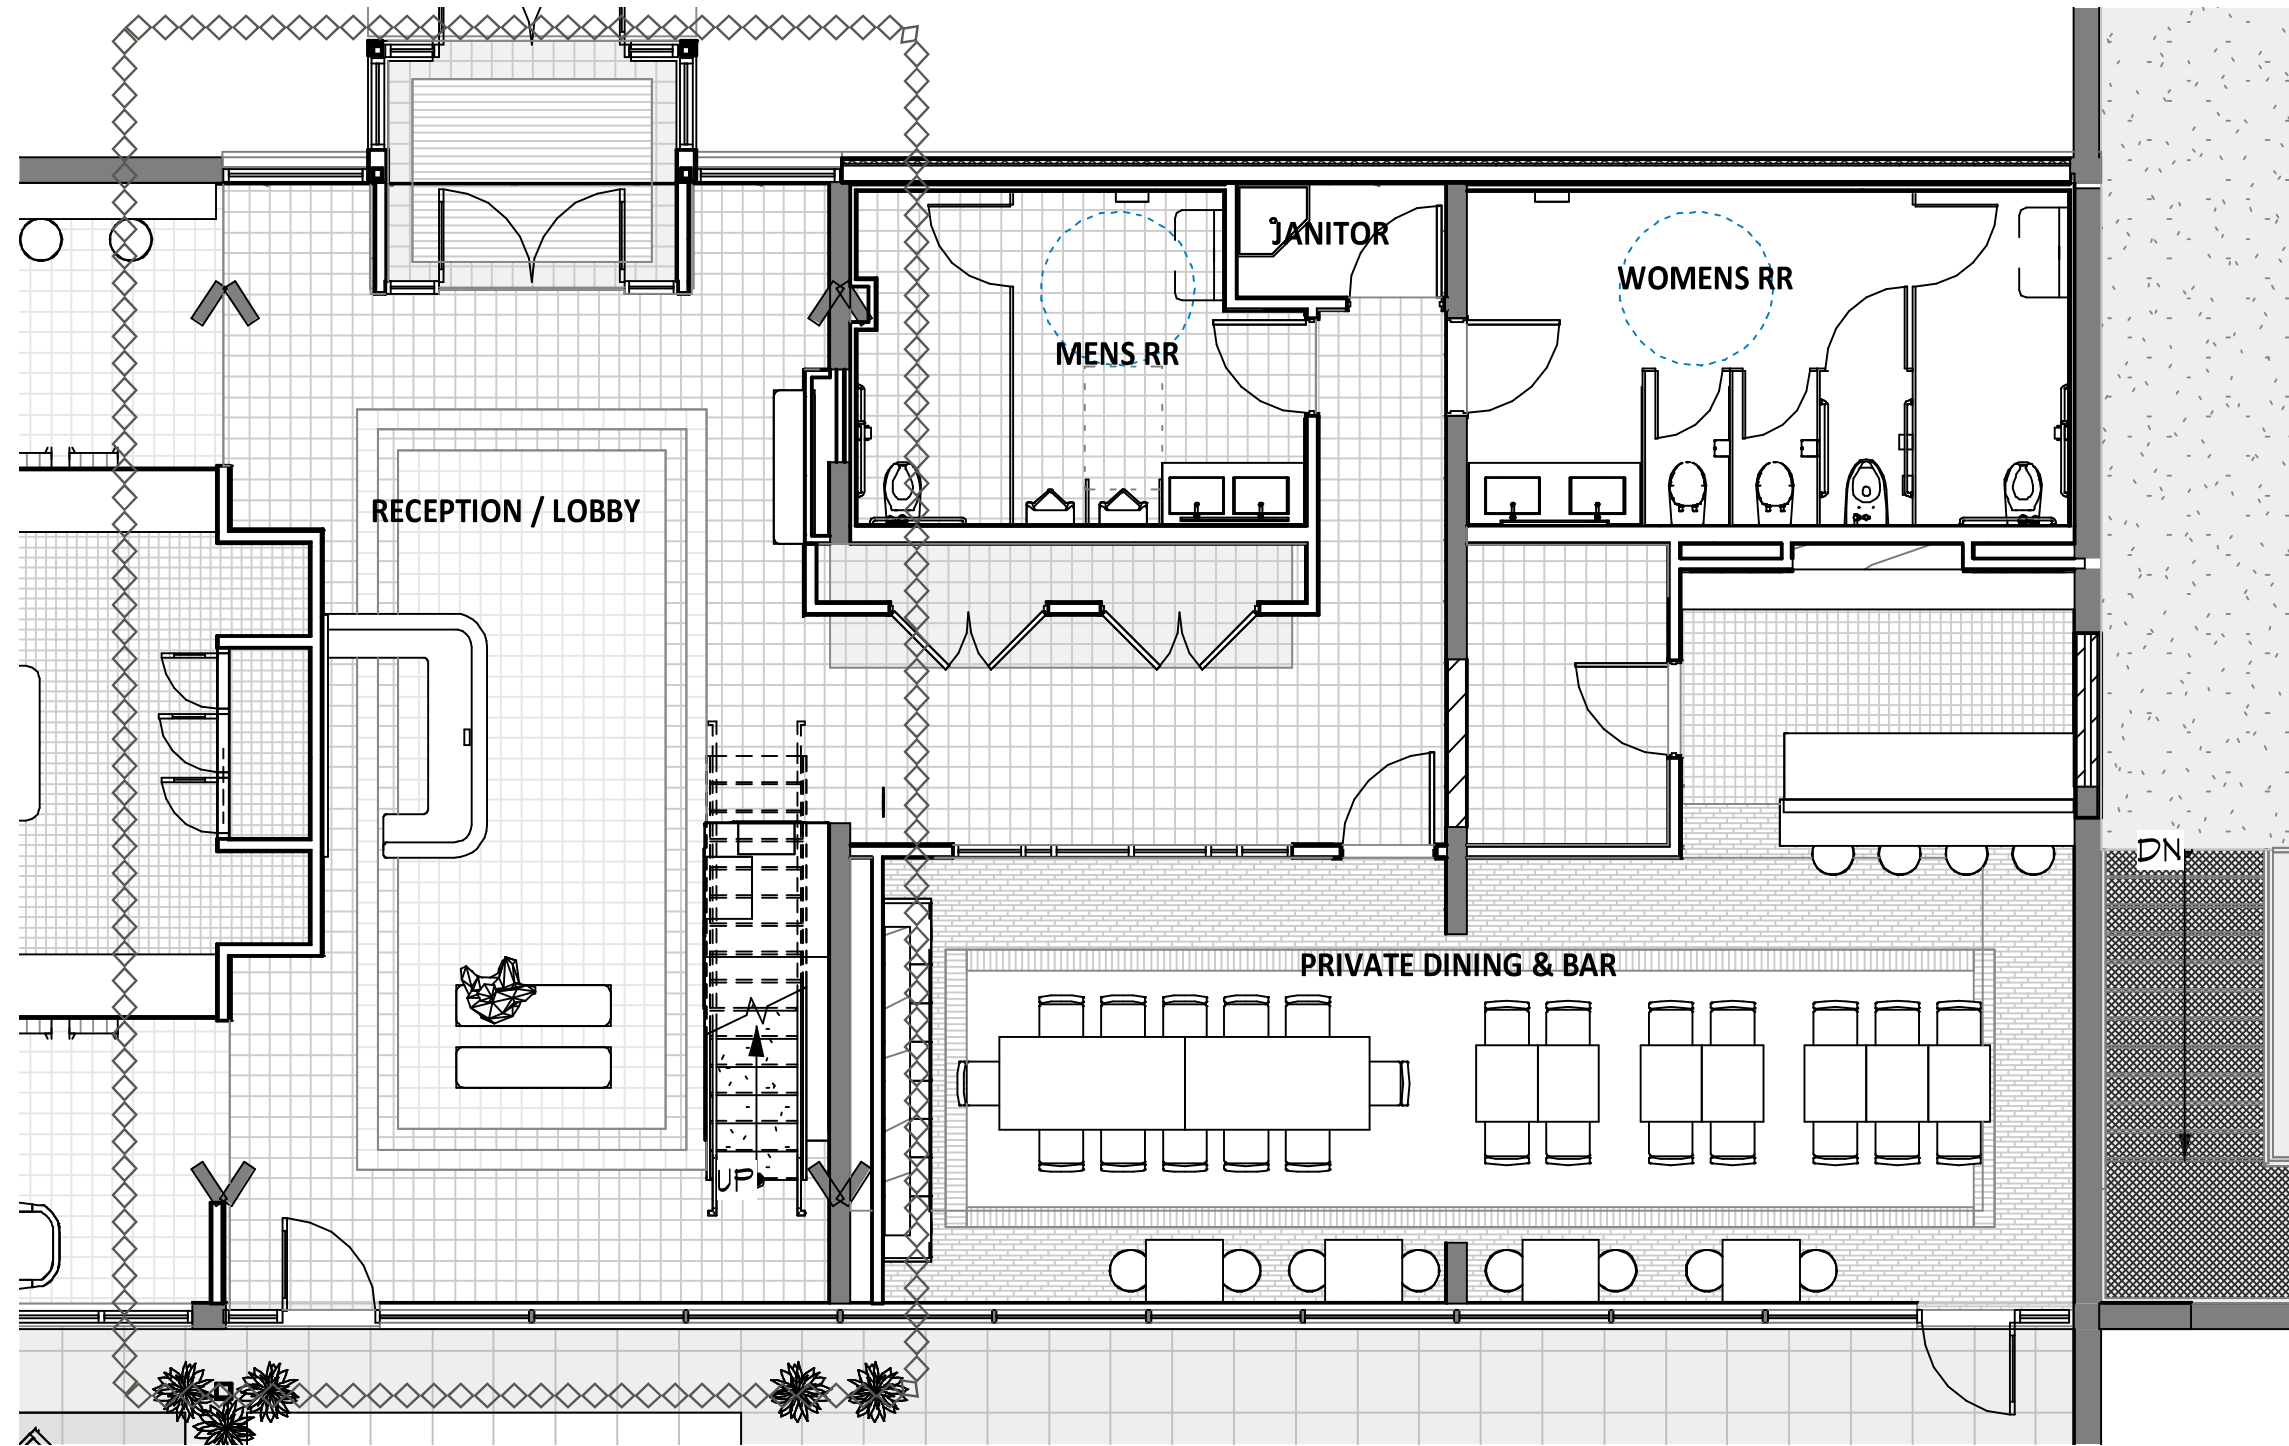 JANITOR
WOMENS RR
MENS RR
RECEPTION / LOBBY
DN
PRIVATE DINING & BAR
UP